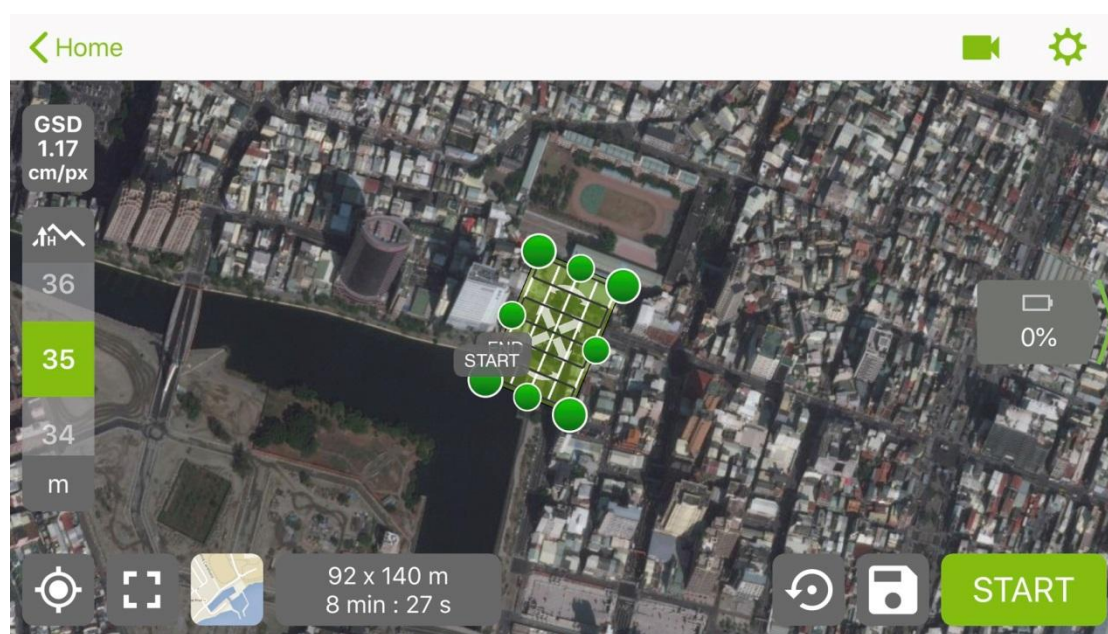 Home
GSD
1.17
cm/px
H
36
35
34
m
END
START
0%
92 x 140 m
8 min : 27 s
START